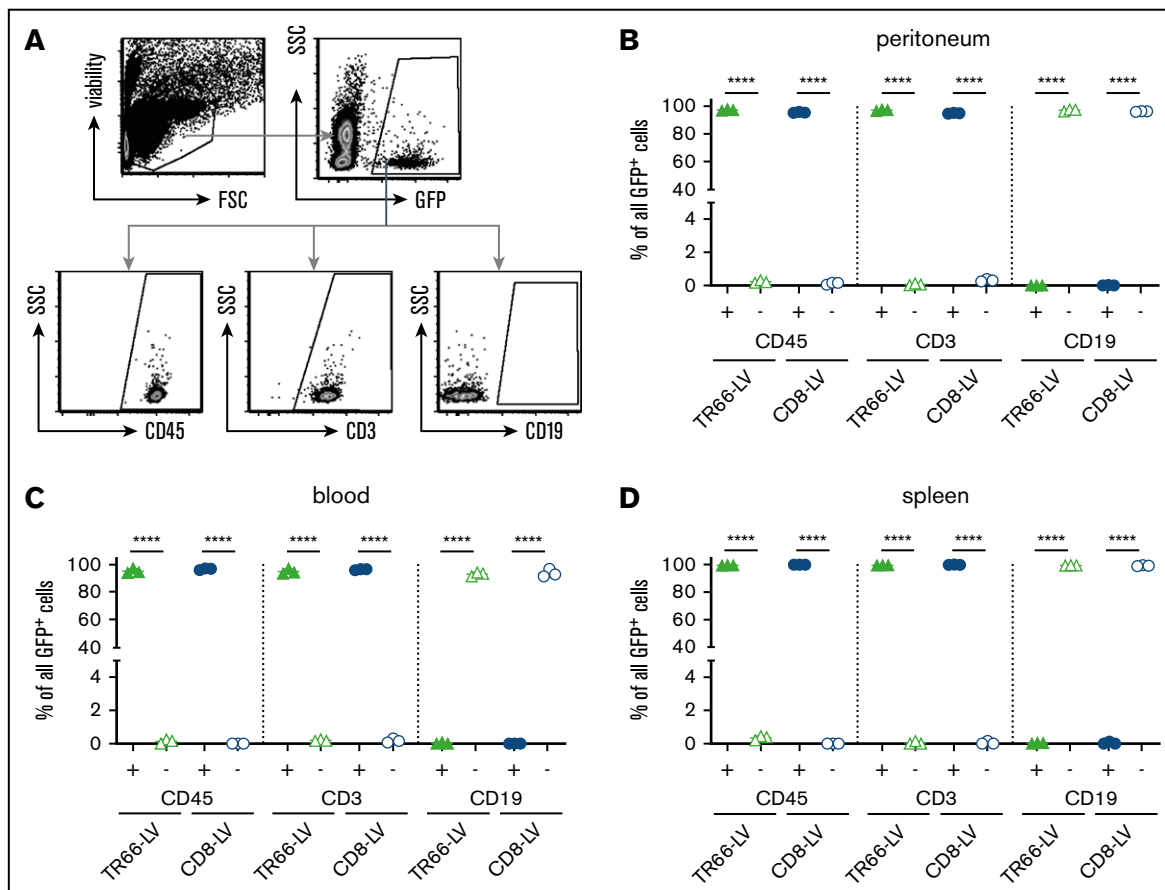 A
viability
FSC
SSC
GFP
SSC
CD45
SSC
CD3
SSC
CD19
B
peritoneum
**** **** **** **** **** ****
% of all GFP+ cells
100
80
60
40
4
2
0
+ - + - + - + - + - + -
CD45 CD3 CD19
TR66-LV CD8-LV TR66-LV CD8-LV TR66-LV CD8-LV
C
blood
**** **** **** **** **** ****
% of all GFP+ cells
100
80
60
40
4
2
0
+ - + - + - + - + - + -
CD45 CD3 CD19
TR66-LV CD8-LV TR66-LV CD8-LV TR66-LV CD8-LV
D
spleen
**** **** **** **** **** ****
% of all GFP+ cells
100
80
60
40
4
2
0
+ - + - + - + - + - + -
CD45 CD3 CD19
TR66-LV CD8-LV TR66-LV CD8-LV TR66-LV CD8-LV